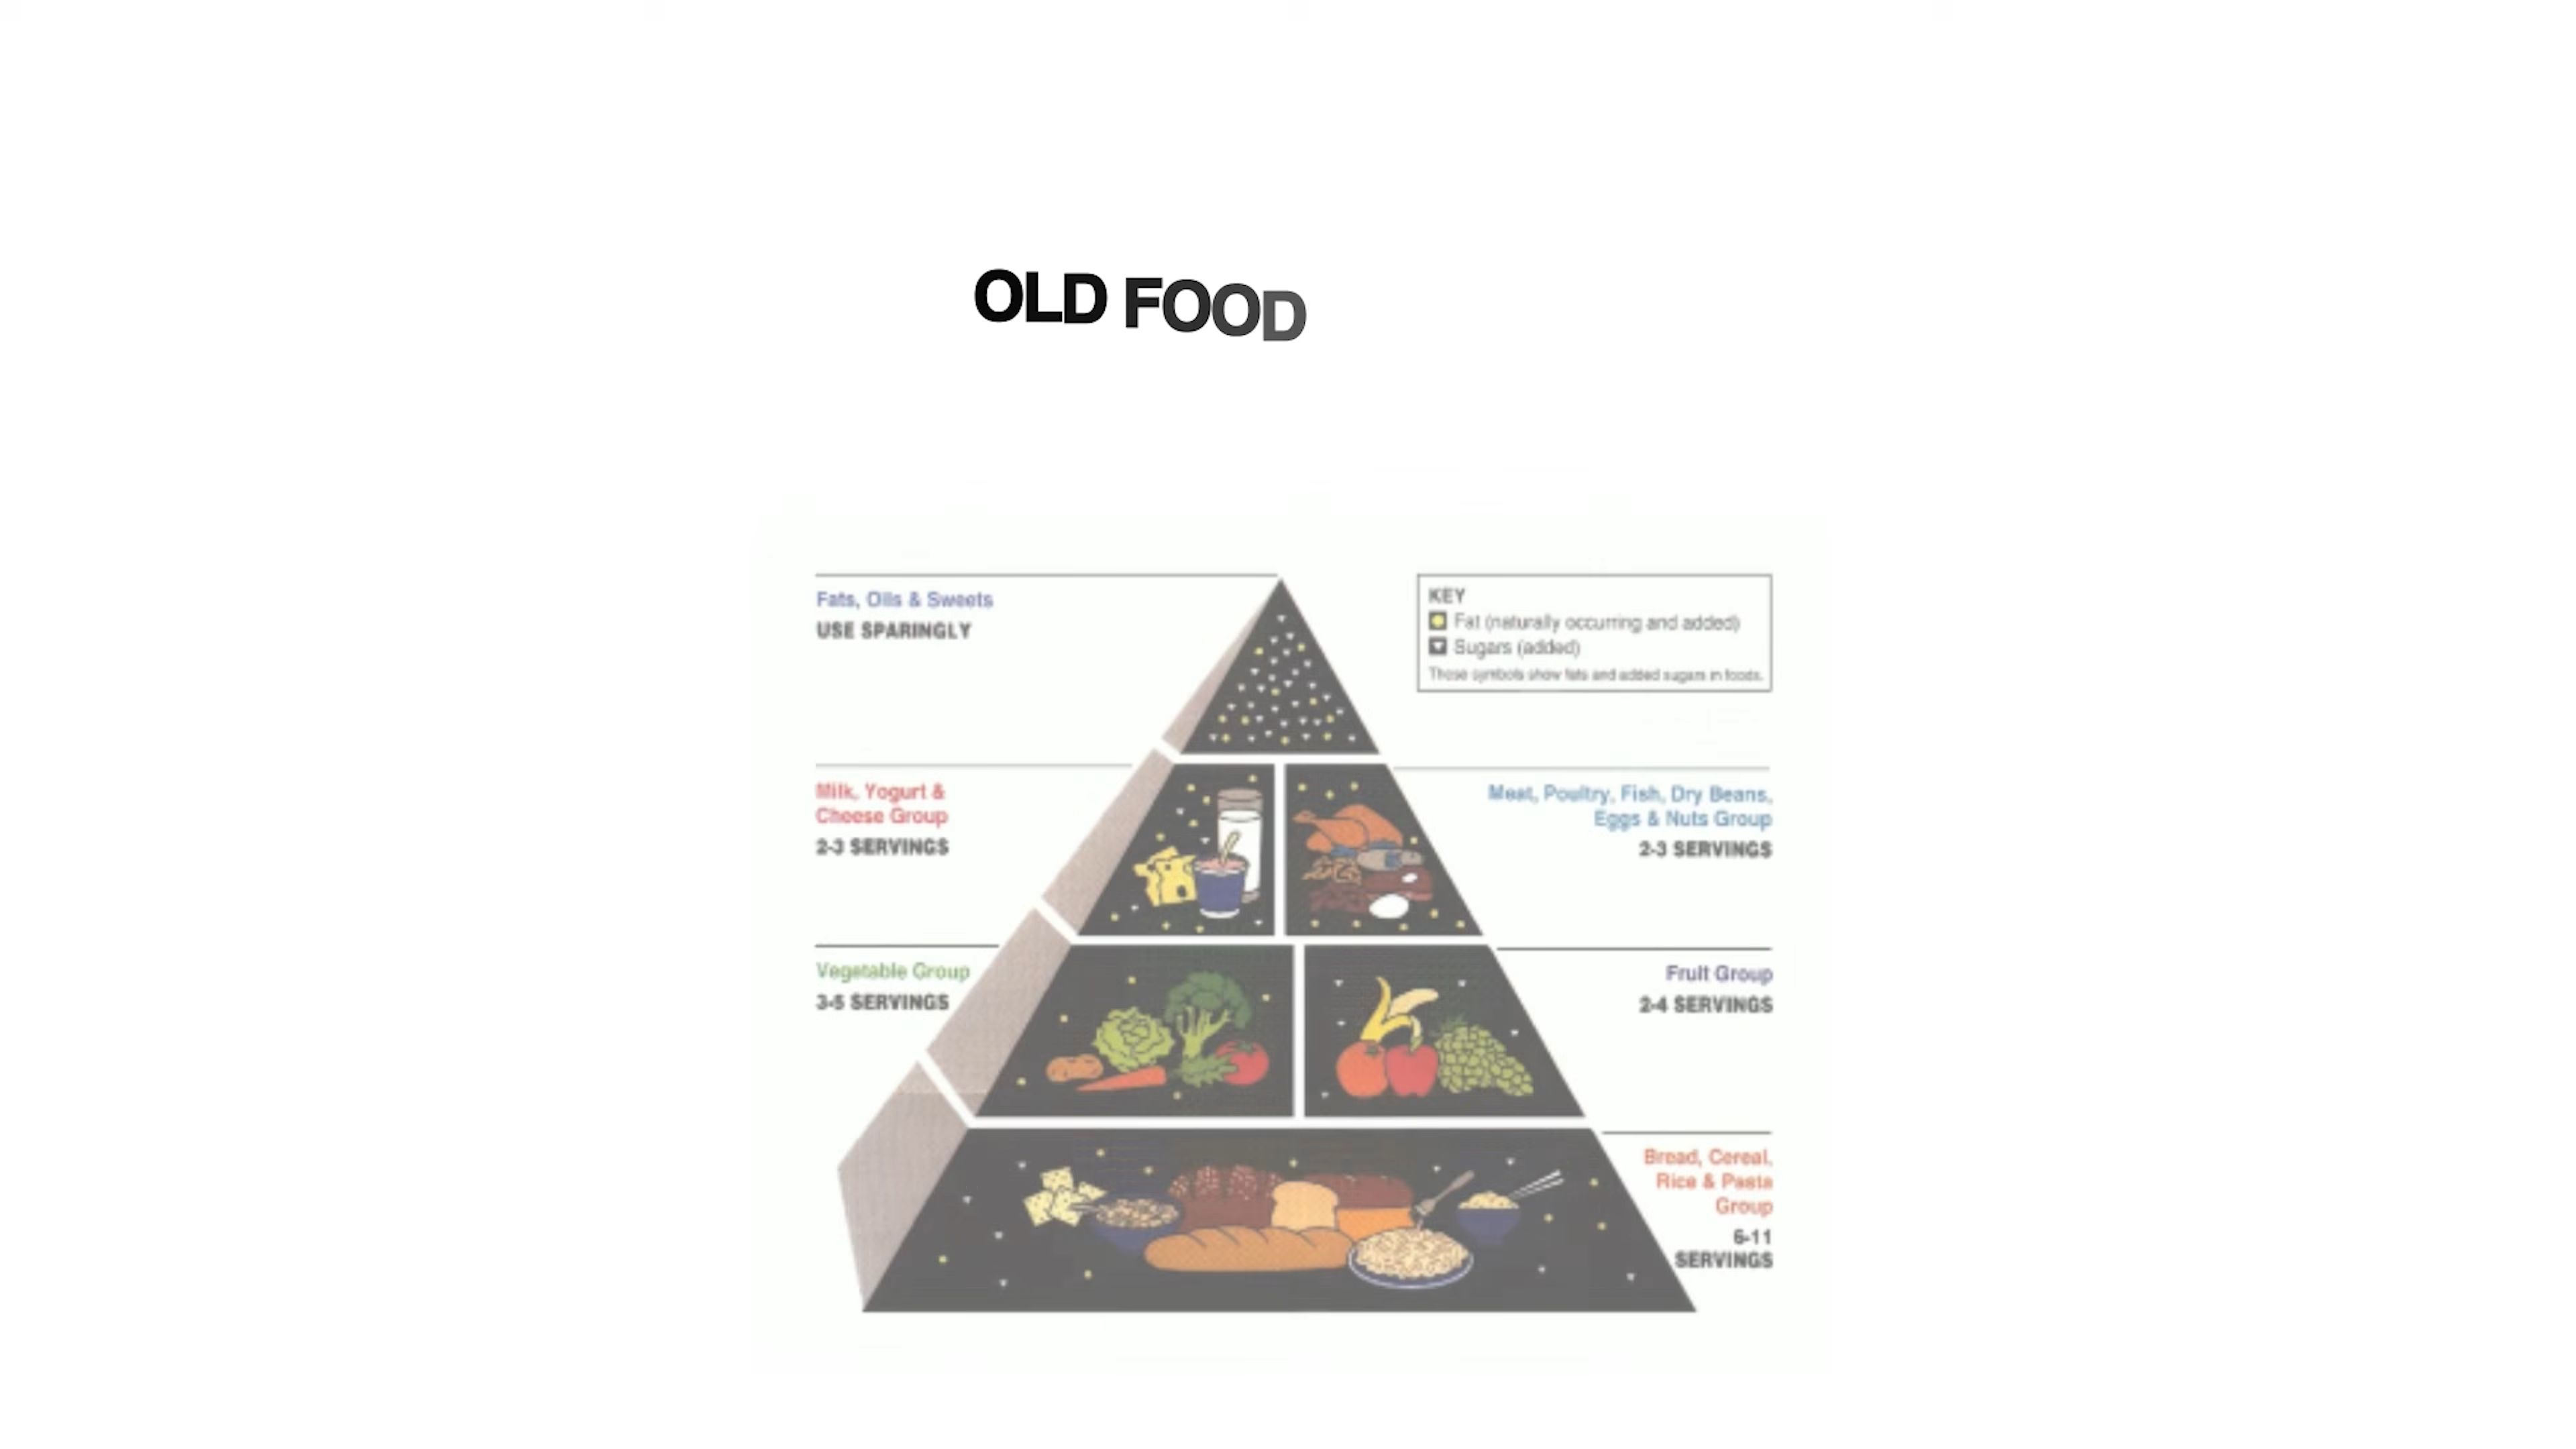 OLD FOOD
Fats, Oils & Sweets
USE SPARINGLY
KEY
Fat (naturally occurring and added)
Sugars (added)
These symbols show fats and added sugars in foods.
Milk, Yogurt &
Cheese Group
2-3 SERVINGS
Meat, Poultry, Fish, Dry Beans,
Eggs & Nuts Group
2-3 SERVINGS
Vegetable Group
3-5 SERVINGS
Fruit Group
2-4 SERVINGS
Bread, Cereal,
Rice & Pasta
Group
6-11
SERVINGS